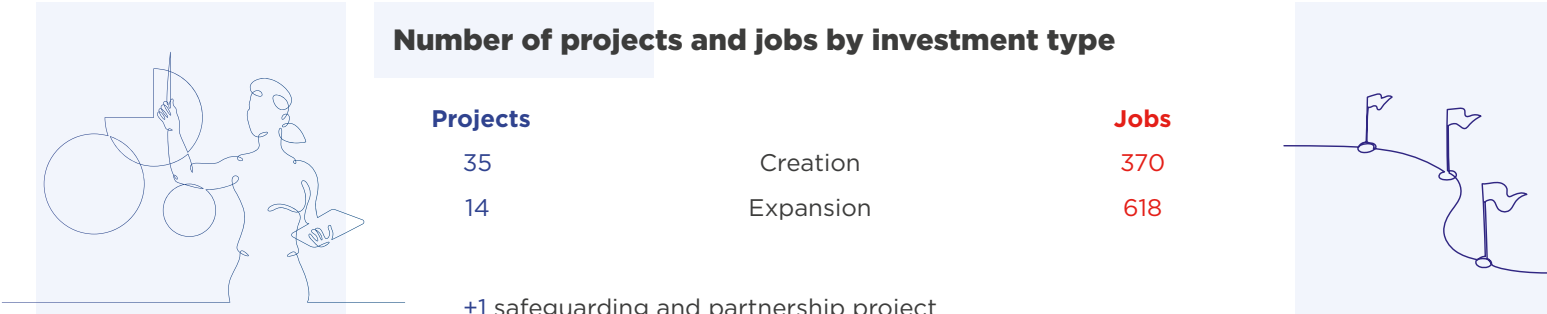 Number of projects and jobs by investment type
Projects Jobs
35 Creation 370
14 Expansion 618
+1 safeguarding and partnership project